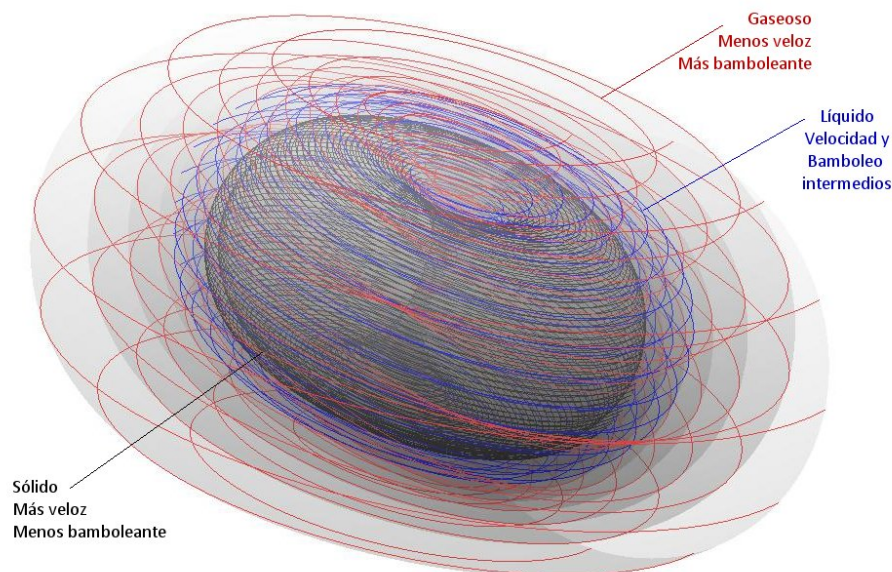 Gaseoso
Menos veloz
Más bamboleante
Líquido
Velocidad y
Bamboleo
intermedios
Sólido
Más veloz
Menos bamboleante